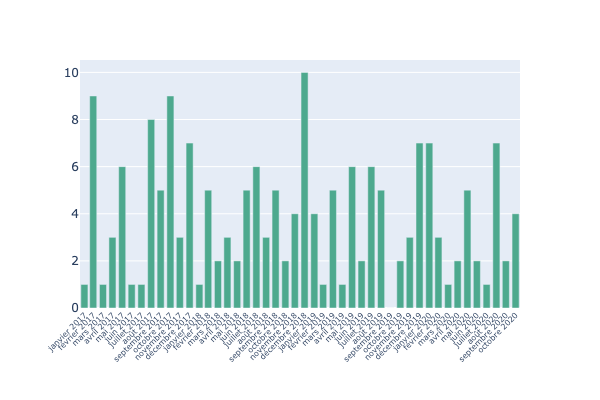 10
8
6
4
2
0
janvier 2017
février 2017
mars 2017
avril 2017
mai 2017
juin 2017
juillet 2017
août 2017
septembre 2017
octobre 2017
novembre 2017
décembre 2017
janvier 2018
février 2018
mars 2018
avril 2018
mai 2018
juin 2018
juillet 2018
août 2018
septembre 2018
octobre 2018
novembre 2018
décembre 2018
janvier 2019
février 2019
mars 2019
avril 2019
mai 2019
juin 2019
juillet 2019
août 2019
septembre 2019
octobre 2019
novembre 2019
décembre 2019
janvier 2020
février 2020
mars 2020
avril 2020
mai 2020
juin 2020
juillet 2020
août 2020
septembre 2020
octobre 2020